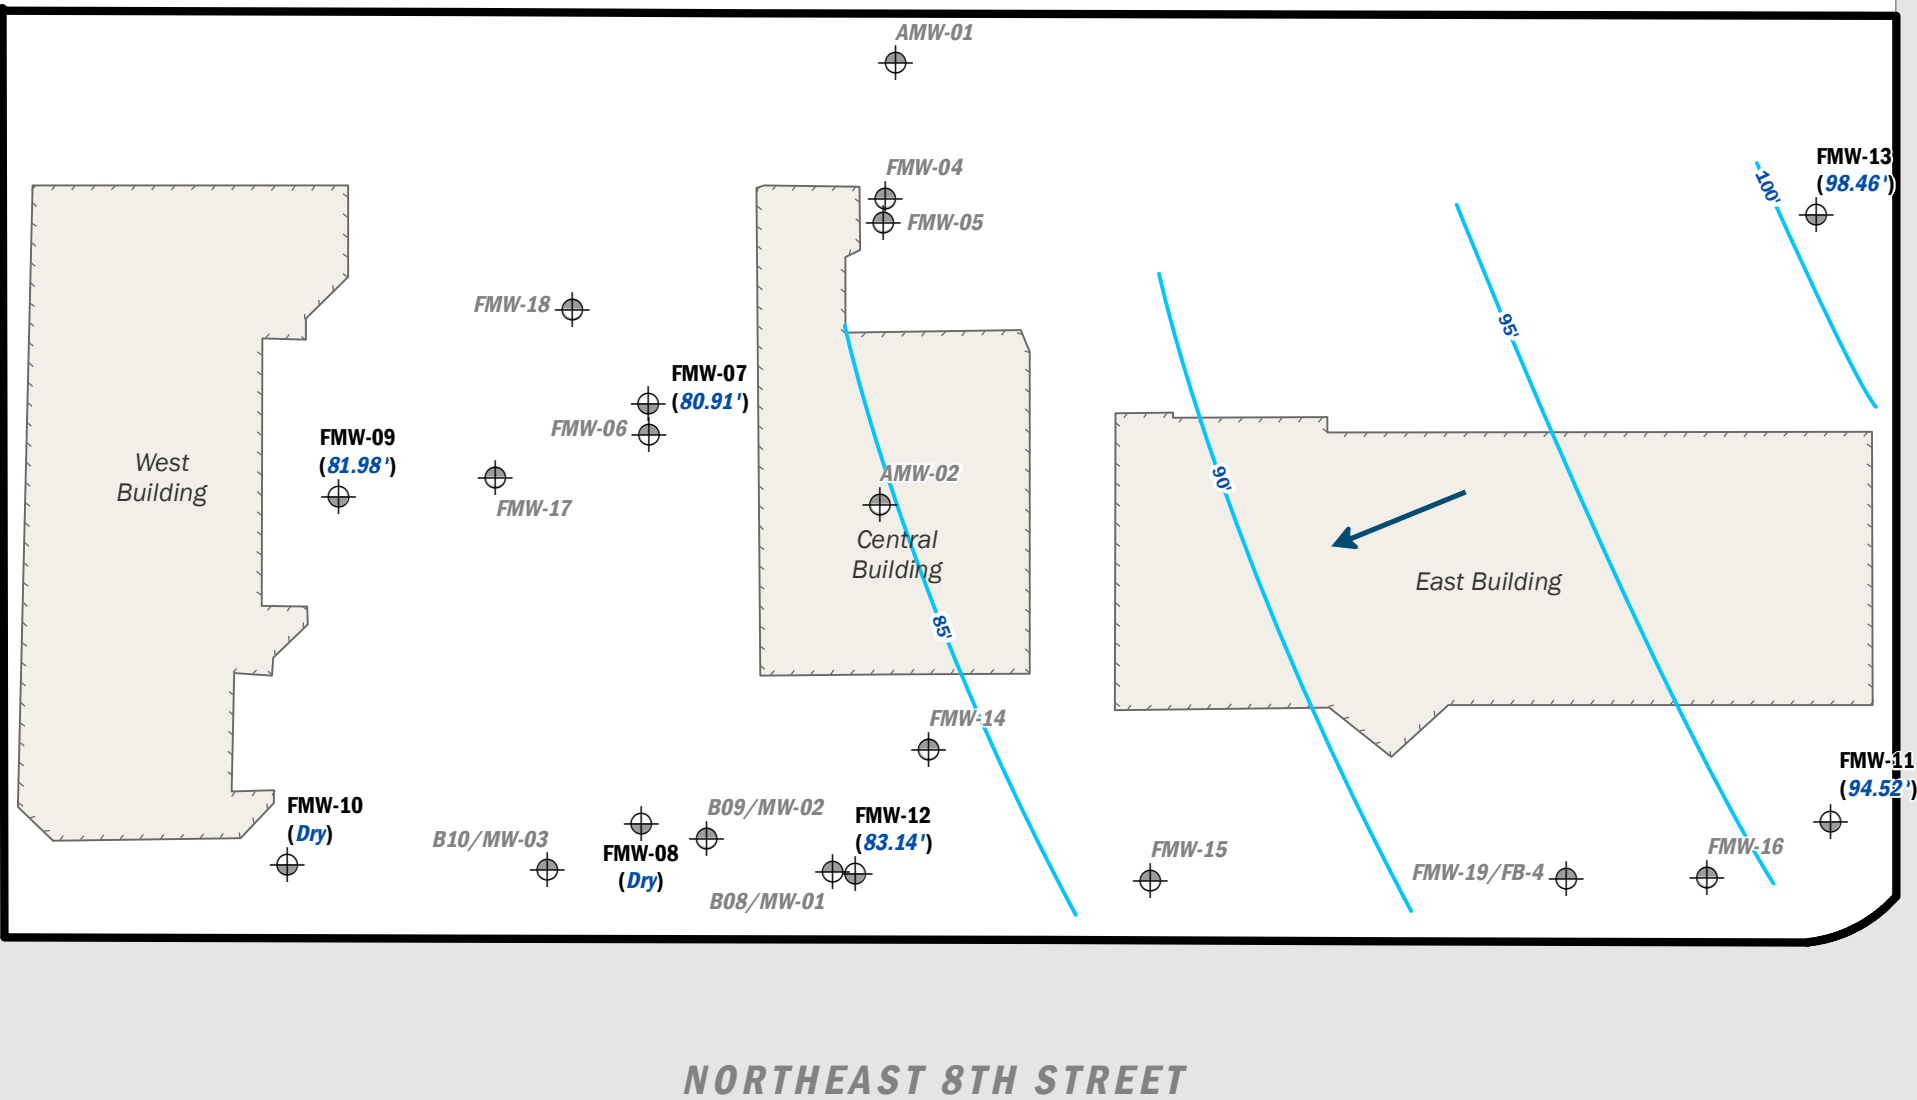 AMW-01
FMW-13
(98.46')
FMW-04
100'
FMW-05
FMW-18
95'
FMW-07
(80.91')
FMW-06
FMW-09
(81.98')
West
Building
AMW-02
90'
FMW-17
Central
Building
East Building
85'
FMW-14
FMW-11
(94.52')
FMW-10
(Dry)
B09/MW-02
FMW-12
(83.14')
B10/MW-03
FMW-08
(Dry)
FMW-15
FMW-16
FMW-19/FB-4
B08/MW-01
NORTHEAST 8TH STREET